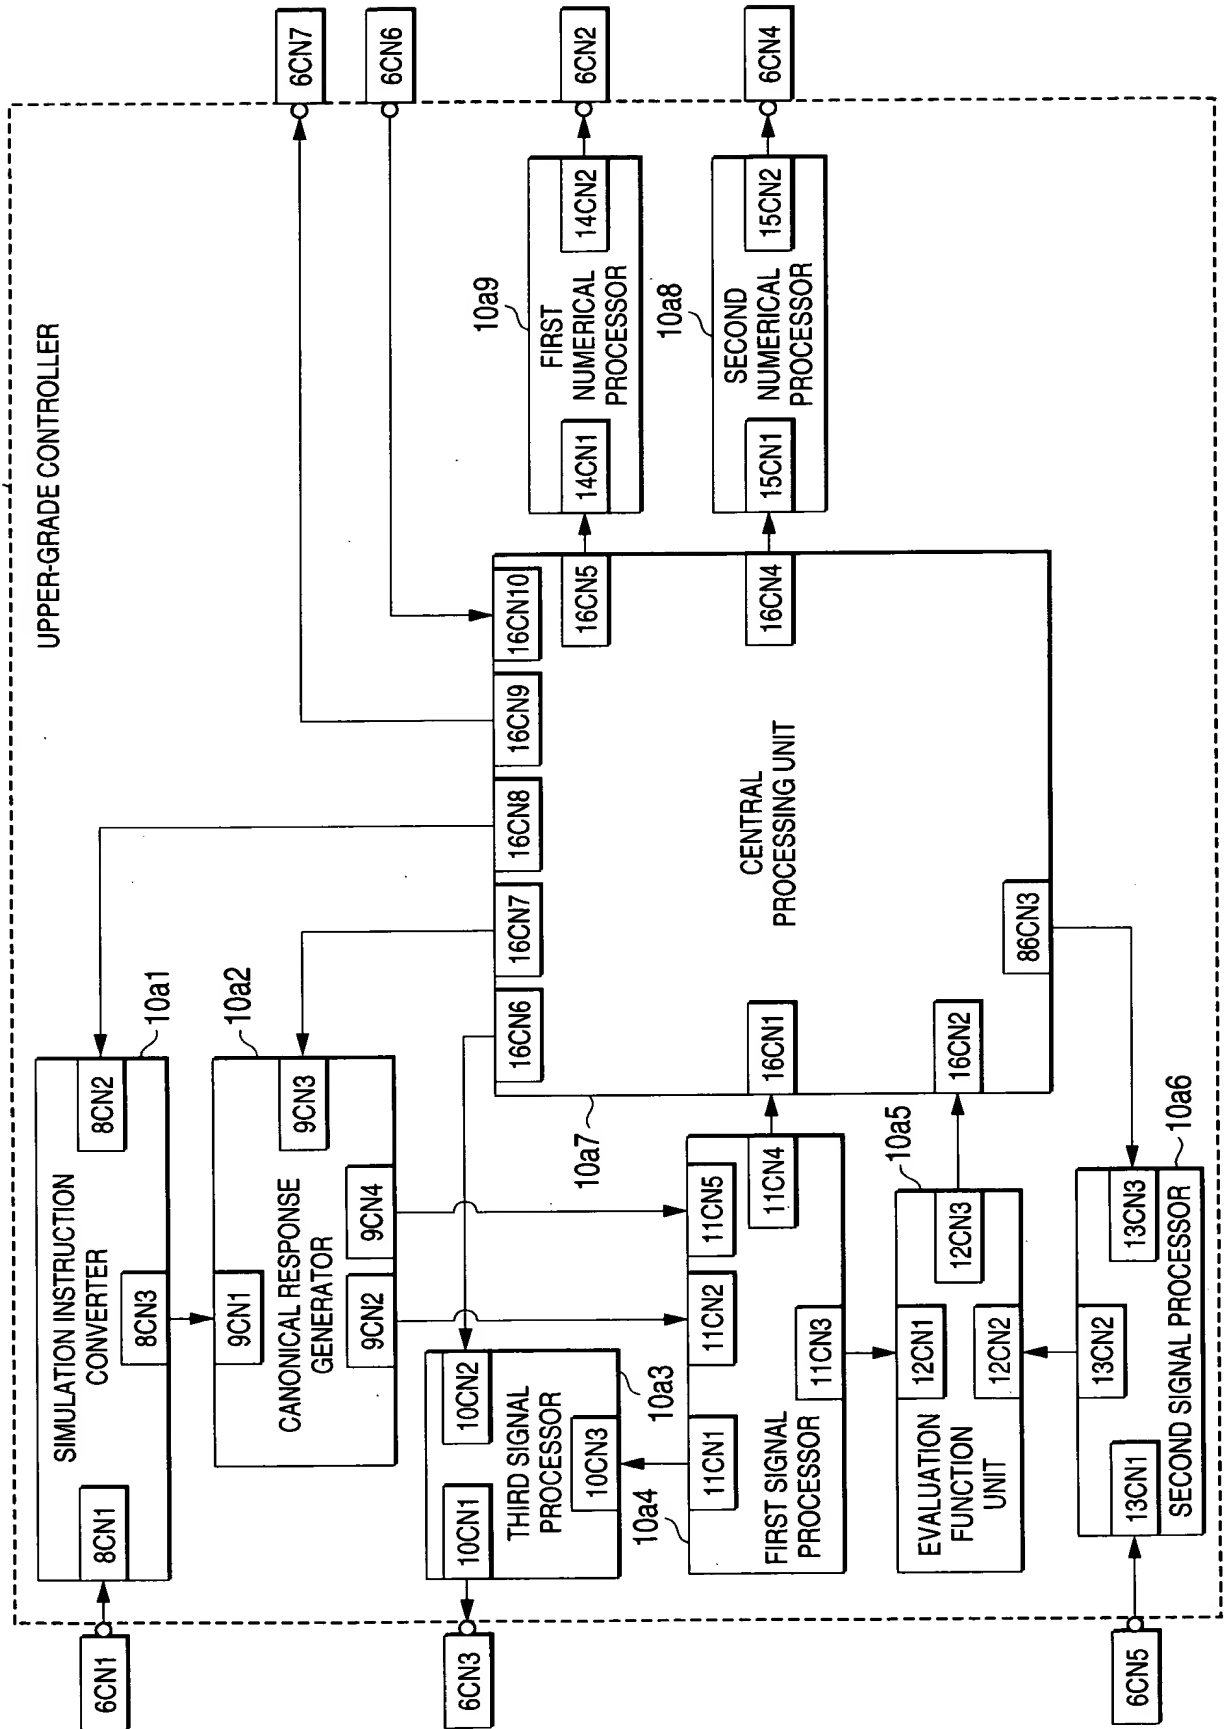 UPPER-GRADE CONTROLLER
6CN1
8CN1
SIMULATION INSTRUCTION
CONVERTER
8CN2
8CN3
10a1
6CN7
6CN6
9CN1
CANONICAL RESPONSE
GENERATOR
9CN3
9CN2
9CN4
10a2
6CN3
10CN1
THIRD SIGNAL
PROCESSOR
10CN2
10CN3
10a3
10a4
11CN1
11CN2
11CN5
FIRST SIGNAL
PROCESSOR
11CN3
11CN4
10a7
16CN6
16CN7
16CN8
16CN9
16CN10
16CN5
16CN4
CENTRAL
PROCESSING UNIT
16CN1
16CN2
86CN3
10a9
14CN1
FIRST
NUMERICAL
PROCESSOR
14CN2
6CN2
10a8
15CN1
SECOND
NUMERICAL
PROCESSOR
15CN2
6CN4
10a5
EVALUATION
FUNCTION
UNIT
12CN1
12CN2
12CN3
6CN5
13CN1
13CN2
13CN3
SECOND SIGNAL PROCESSOR
10a6